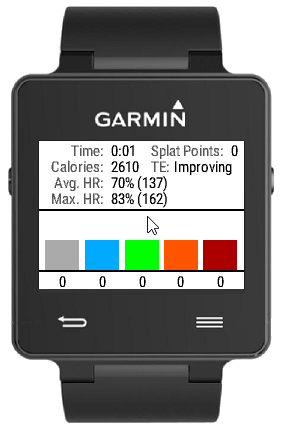 GARMIN
Time: 0:01 Splat Points: 0
Calories: 2610 TE: Improving
Avg. HR: 70% (137)
Max. HR: 83% (162)
0 0 0 0 0